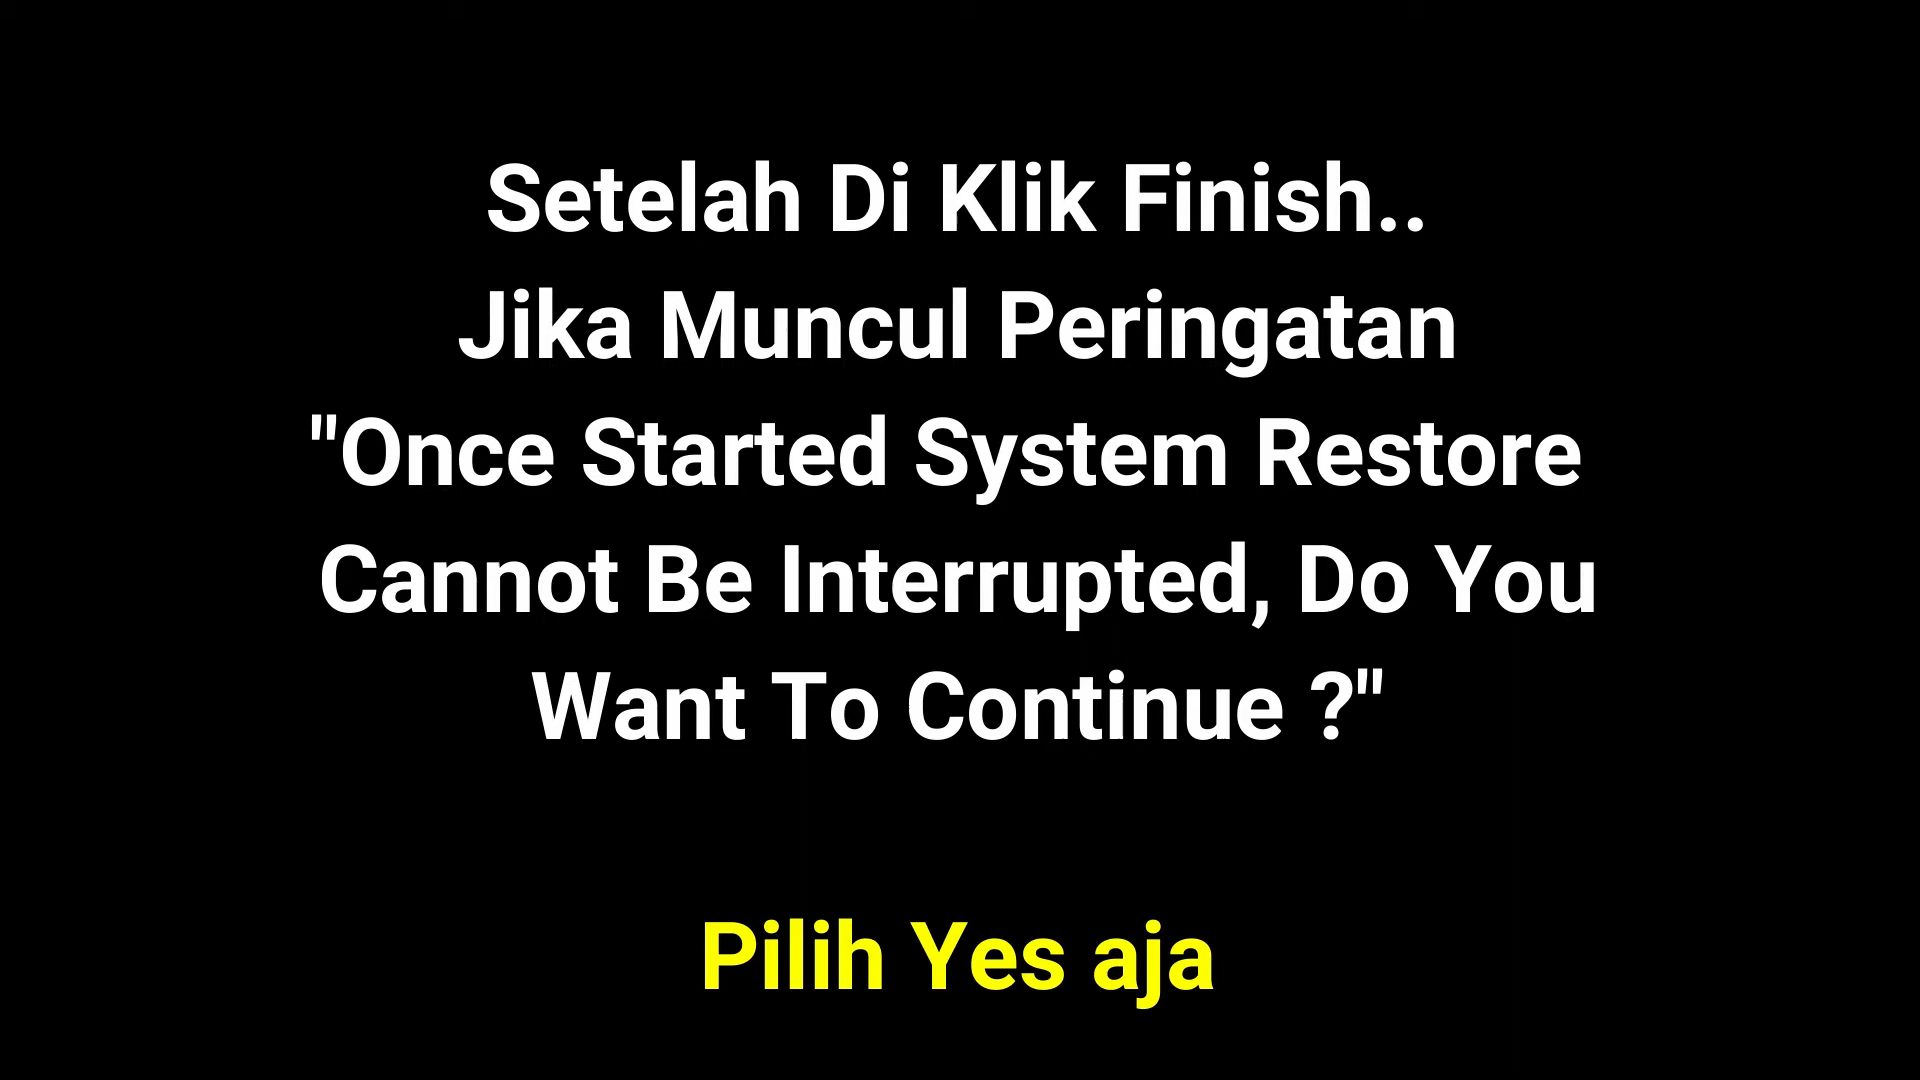 Setelah Di Klik Finish..
Jika Muncul Peringatan
"Once Started System Restore
Cannot Be Interrupted, Do You
Want To Continue ?"
Pilih Yes aja